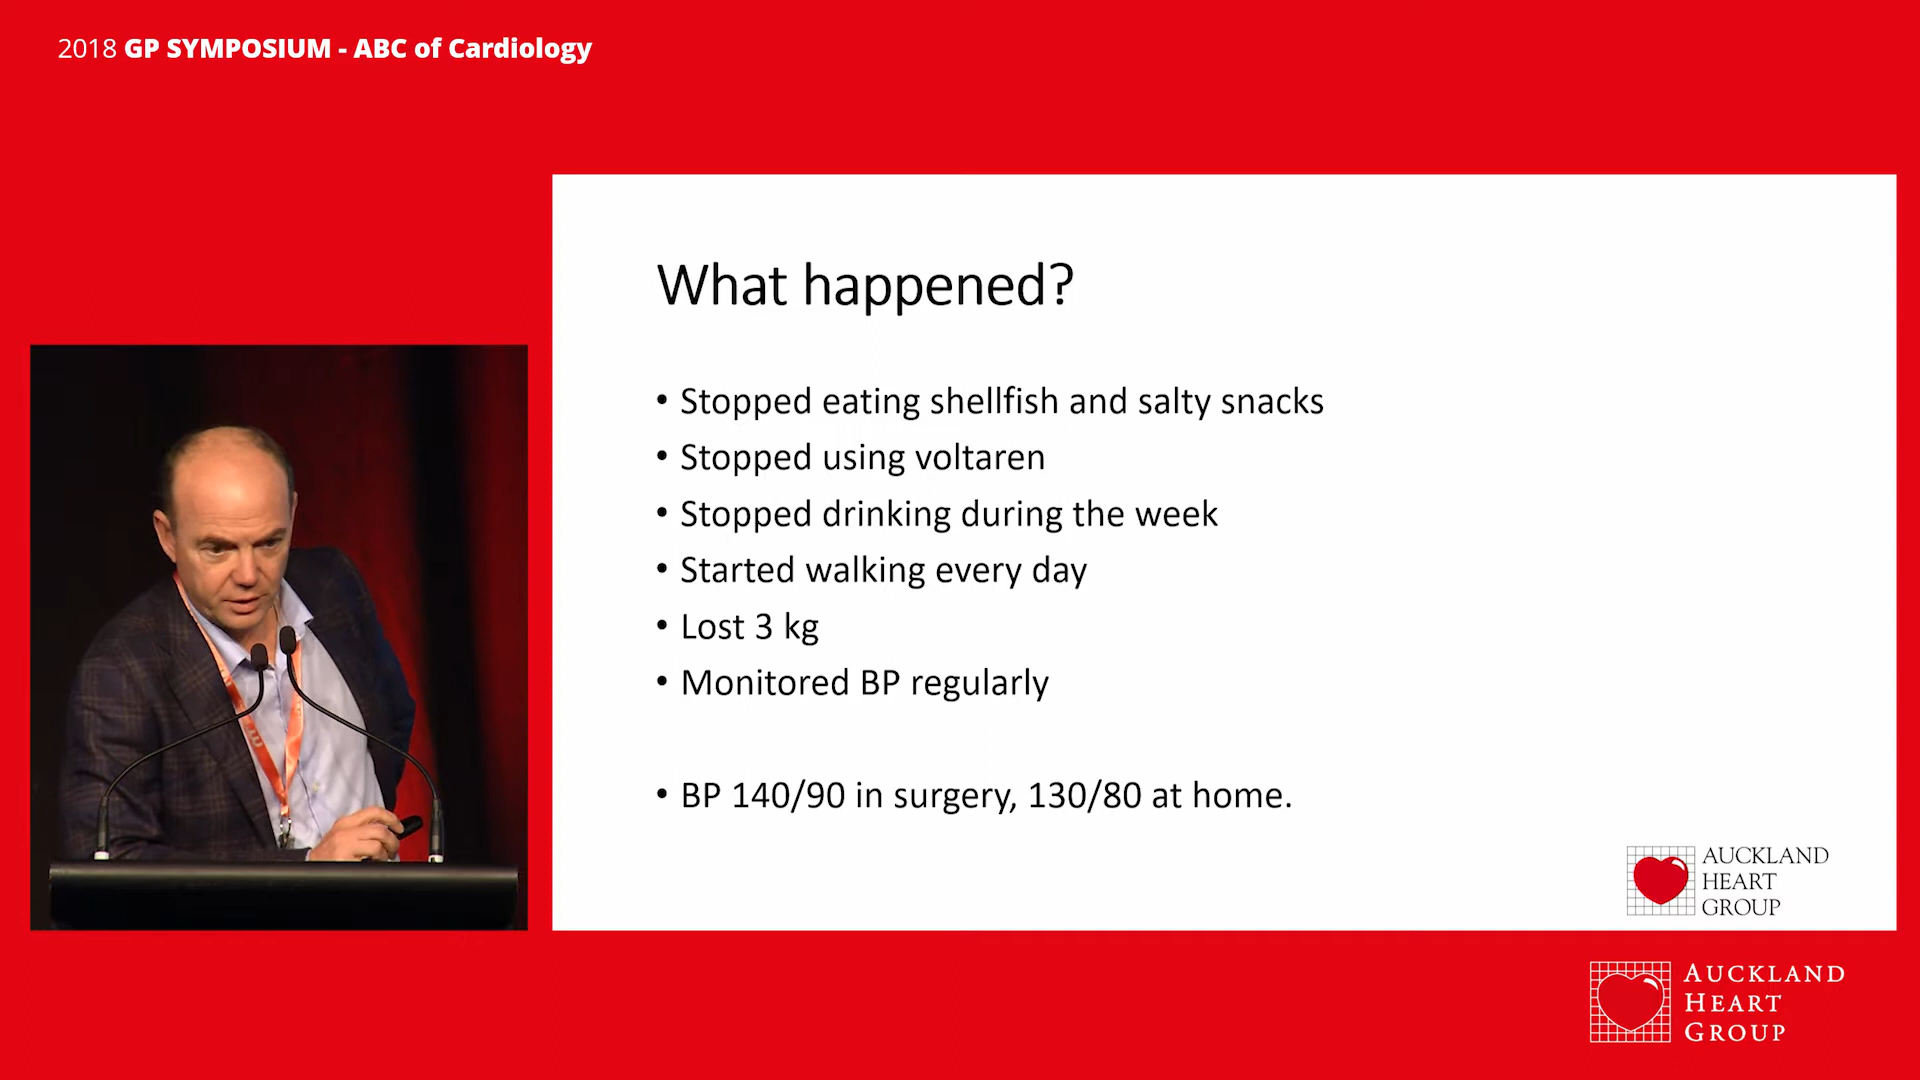 2018 GP SYMPOSIUM - ABC of Cardiology
What happened?
• Stopped eating shellfish and salty snacks
• Stopped using voltaren
• Stopped drinking during the week
• Started walking every day
• Lost 3 kg
• Monitored BP regularly
• BP 140/90 in surgery, 130/80 at home.
AUCKLAND
HEART
GROUP
AUCKLAND
HEART
GROUP